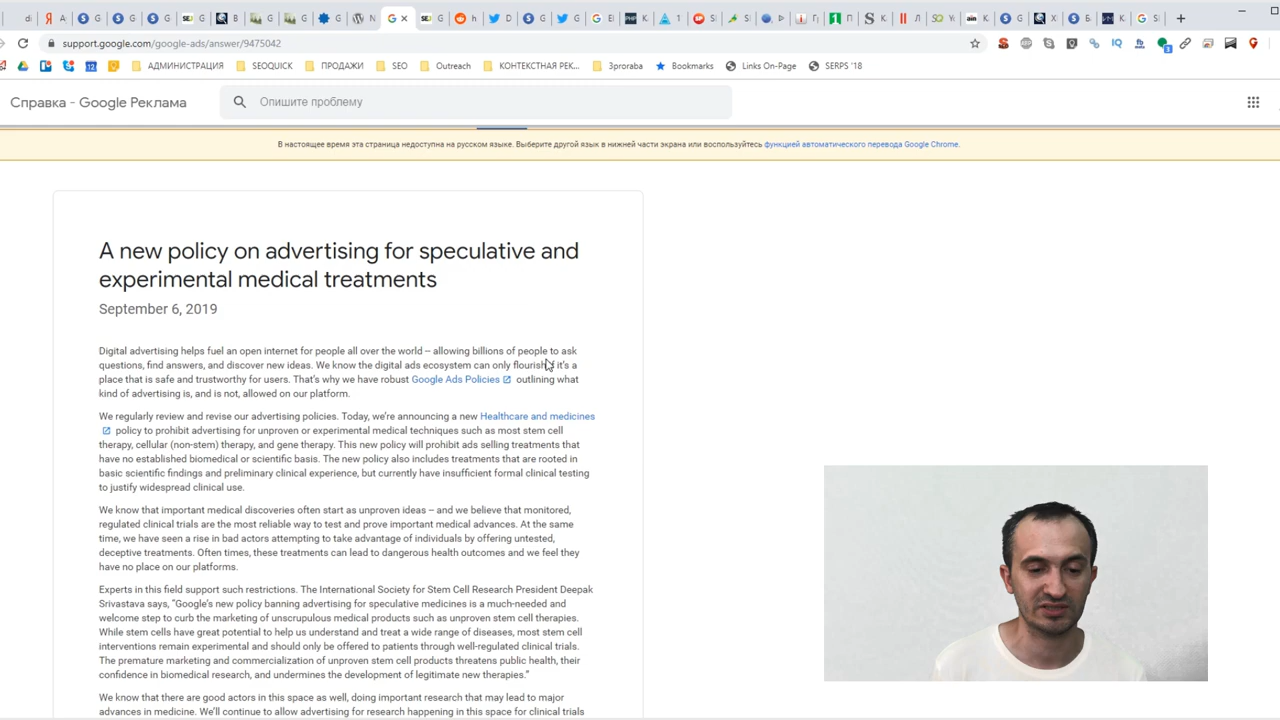 support.google.com/google-ads/answer/9475042
АДМИНИСТРАЦИЯ
SEOQUICK
ПРОДАЖИ
SEO
Outreach
КОНТЕКСТНАЯ РЕК...
3proraba
Bookmarks
Links On-Page
SERPS '18
Справка - Google Реклама
Опишите проблему
В настоящее время эта страница недоступна на русском языке. Выберите другой язык в нижней части экрана или воспользуйтесь функцией автоматического перевода Google Chrome.
A new policy on advertising for speculative and
experimental medical treatments
September 6, 2019
Digital advertising helps fuel an open internet for people all over the world – allowing billions of people to ask
questions, find answers, and discover new ideas. We know the digital ads ecosystem can only flourish if it's a
place that is safe and trustworthy for users. That's why we have robust Google Ads Policies outlining what
kind of advertising is, and is not, allowed on our platform.
We regularly review and revise our advertising policies. Today, we're announcing a new Healthcare and medicines
policy to prohibit advertising for unproven or experimental medical techniques such as most stem cell
therapy, cellular (non-stem) therapy, and gene therapy. This new policy will prohibit ads selling treatments that
have no established biomedical or scientific basis. The new policy also includes treatments that are rooted in
basic scientific findings and preliminary clinical experience, but currently have insufficient formal clinical testing
to justify widespread clinical use.
We know that important medical discoveries often start as unproven ideas – and we believe that monitored,
regulated clinical trials are the most reliable way to test and prove important medical advances. At the same
time, we have seen a rise in bad actors attempting to take advantage of individuals by offering untested,
deceptive treatments. Often times, these treatments can lead to dangerous health outcomes and we feel they
have no place on our platforms.
Experts in this field support such restrictions. The International Society for Stem Cell Research President Deepak
Srivastava says, “Google's new policy banning advertising for speculative medicines is a much-needed and
welcome step to curb the marketing of unscrupulous medical products such as unproven stem cell therapies.
While stem cells have great potential to help us understand and treat a wide range of diseases, most stem cell
interventions remain experimental and should only be offered to patients through well-regulated clinical trials.
The premature marketing and commercialization of unproven stem cell products threatens public health, their
confidence in biomedical research, and undermines the development of legitimate new therapies.”
We know that there are good actors in this space as well, doing important research that may lead to major
advances in medicine. We'll continue to allow advertising for research happening in this space for clinical trials